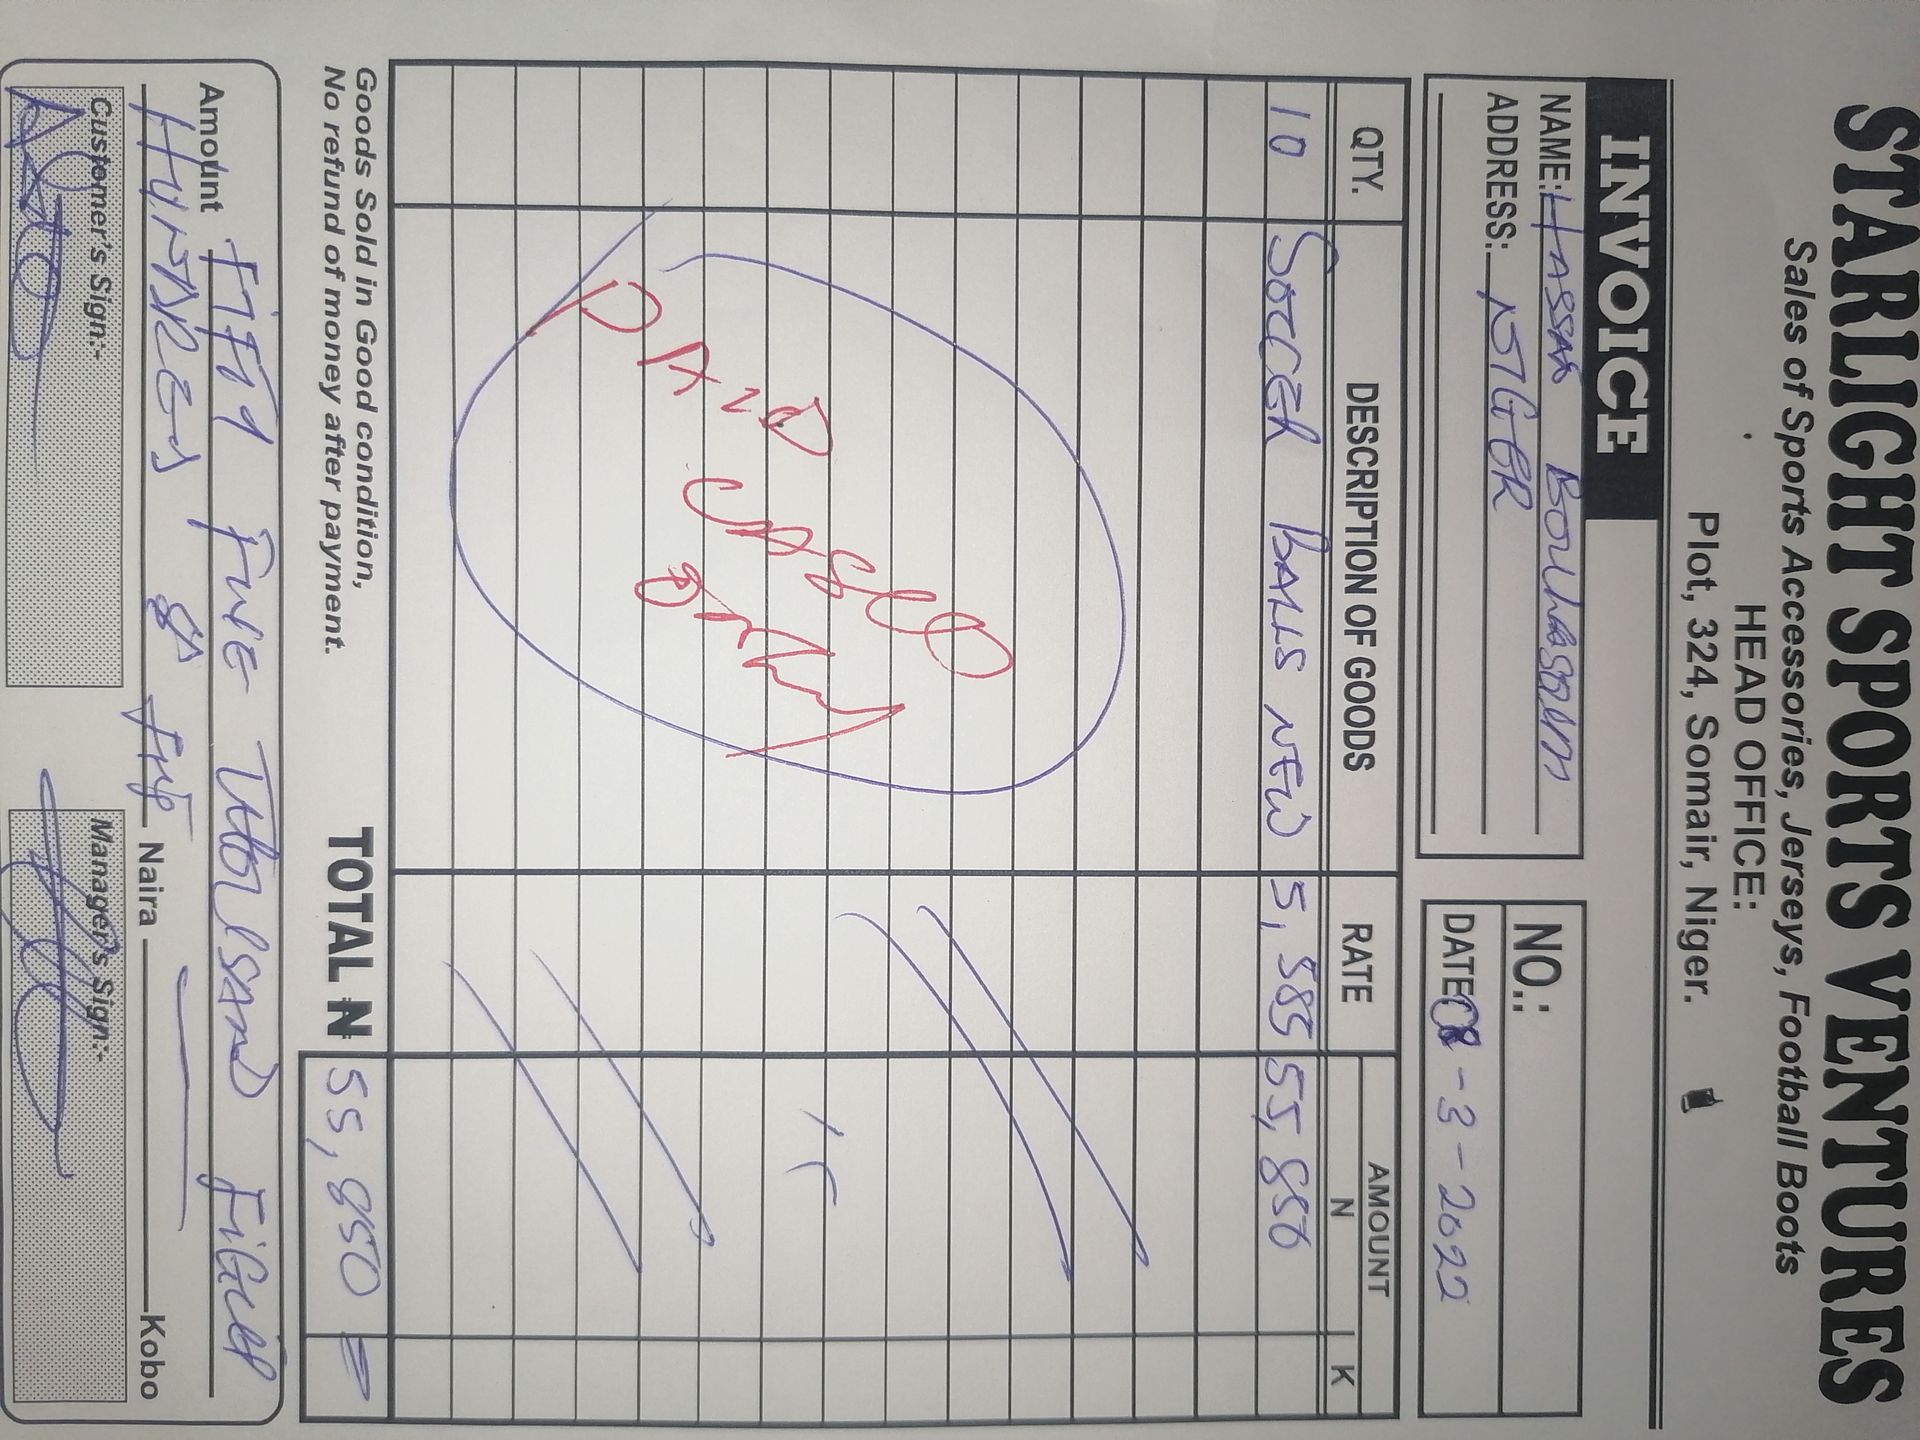 STARLIGHT SPORTS VENTURES
Sales of Sports Accessories, Jerseys, Football Boots
HEAD OFFICE:
Plot, 324, Somair, Niger.
INVOICE
NAME: Hassan Bouhasoun
ADDRESS: NIGER
NO.:
DATE 08-3-2022
QTY. DESCRIPTION OF GOODS RATE AMOUNT
N K
10 SOCCER BALLS NEW 5,585 55,850
PAID
Goods Sold in Good condition,
No refund of money after payment.
TOTAL N 55,850 =
Amount FIFTY FIVE THOUSAND EIGHT
HUNDRED & Fifty Naira Kobo
Customer's Sign:-
Manager's Sign:-